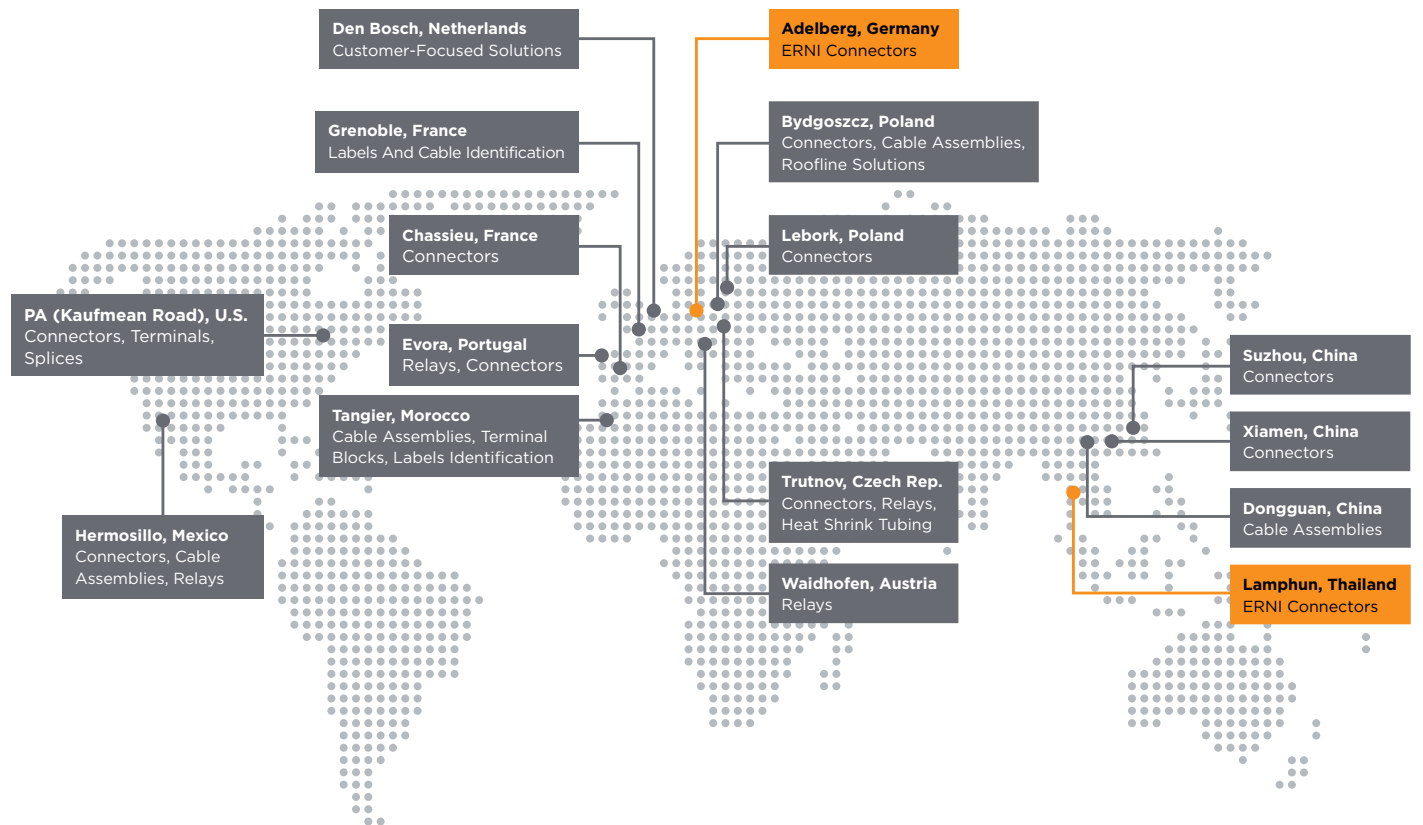 Den Bosch, Netherlands
Customer-Focused Solutions
Adelberg, Germany
ERNI Connectors
Grenoble, France
Labels And Cable Identification
Bydgoszcz, Poland
Connectors, Cable Assemblies,
Roofline Solutions
Chassieu, France
Connectors
Lebork, Poland
Connectors
PA (Kaufmean Road), U.S.
Connectors, Terminals,
Splices
Evora, Portugal
Relays, Connectors
Suzhou, China
Connectors
Tangier, Morocco
Cable Assemblies, Terminal
Blocks, Labels Identification
Xiamen, China
Connectors
Trutnov, Czech Rep.
Connectors, Relays,
Heat Shrink Tubing
Dongguan, China
Cable Assemblies
Hermosillo, Mexico
Connectors, Cable
Assemblies, Relays
Waidhofen, Austria
Relays
Lamphun, Thailand
ERNI Connectors